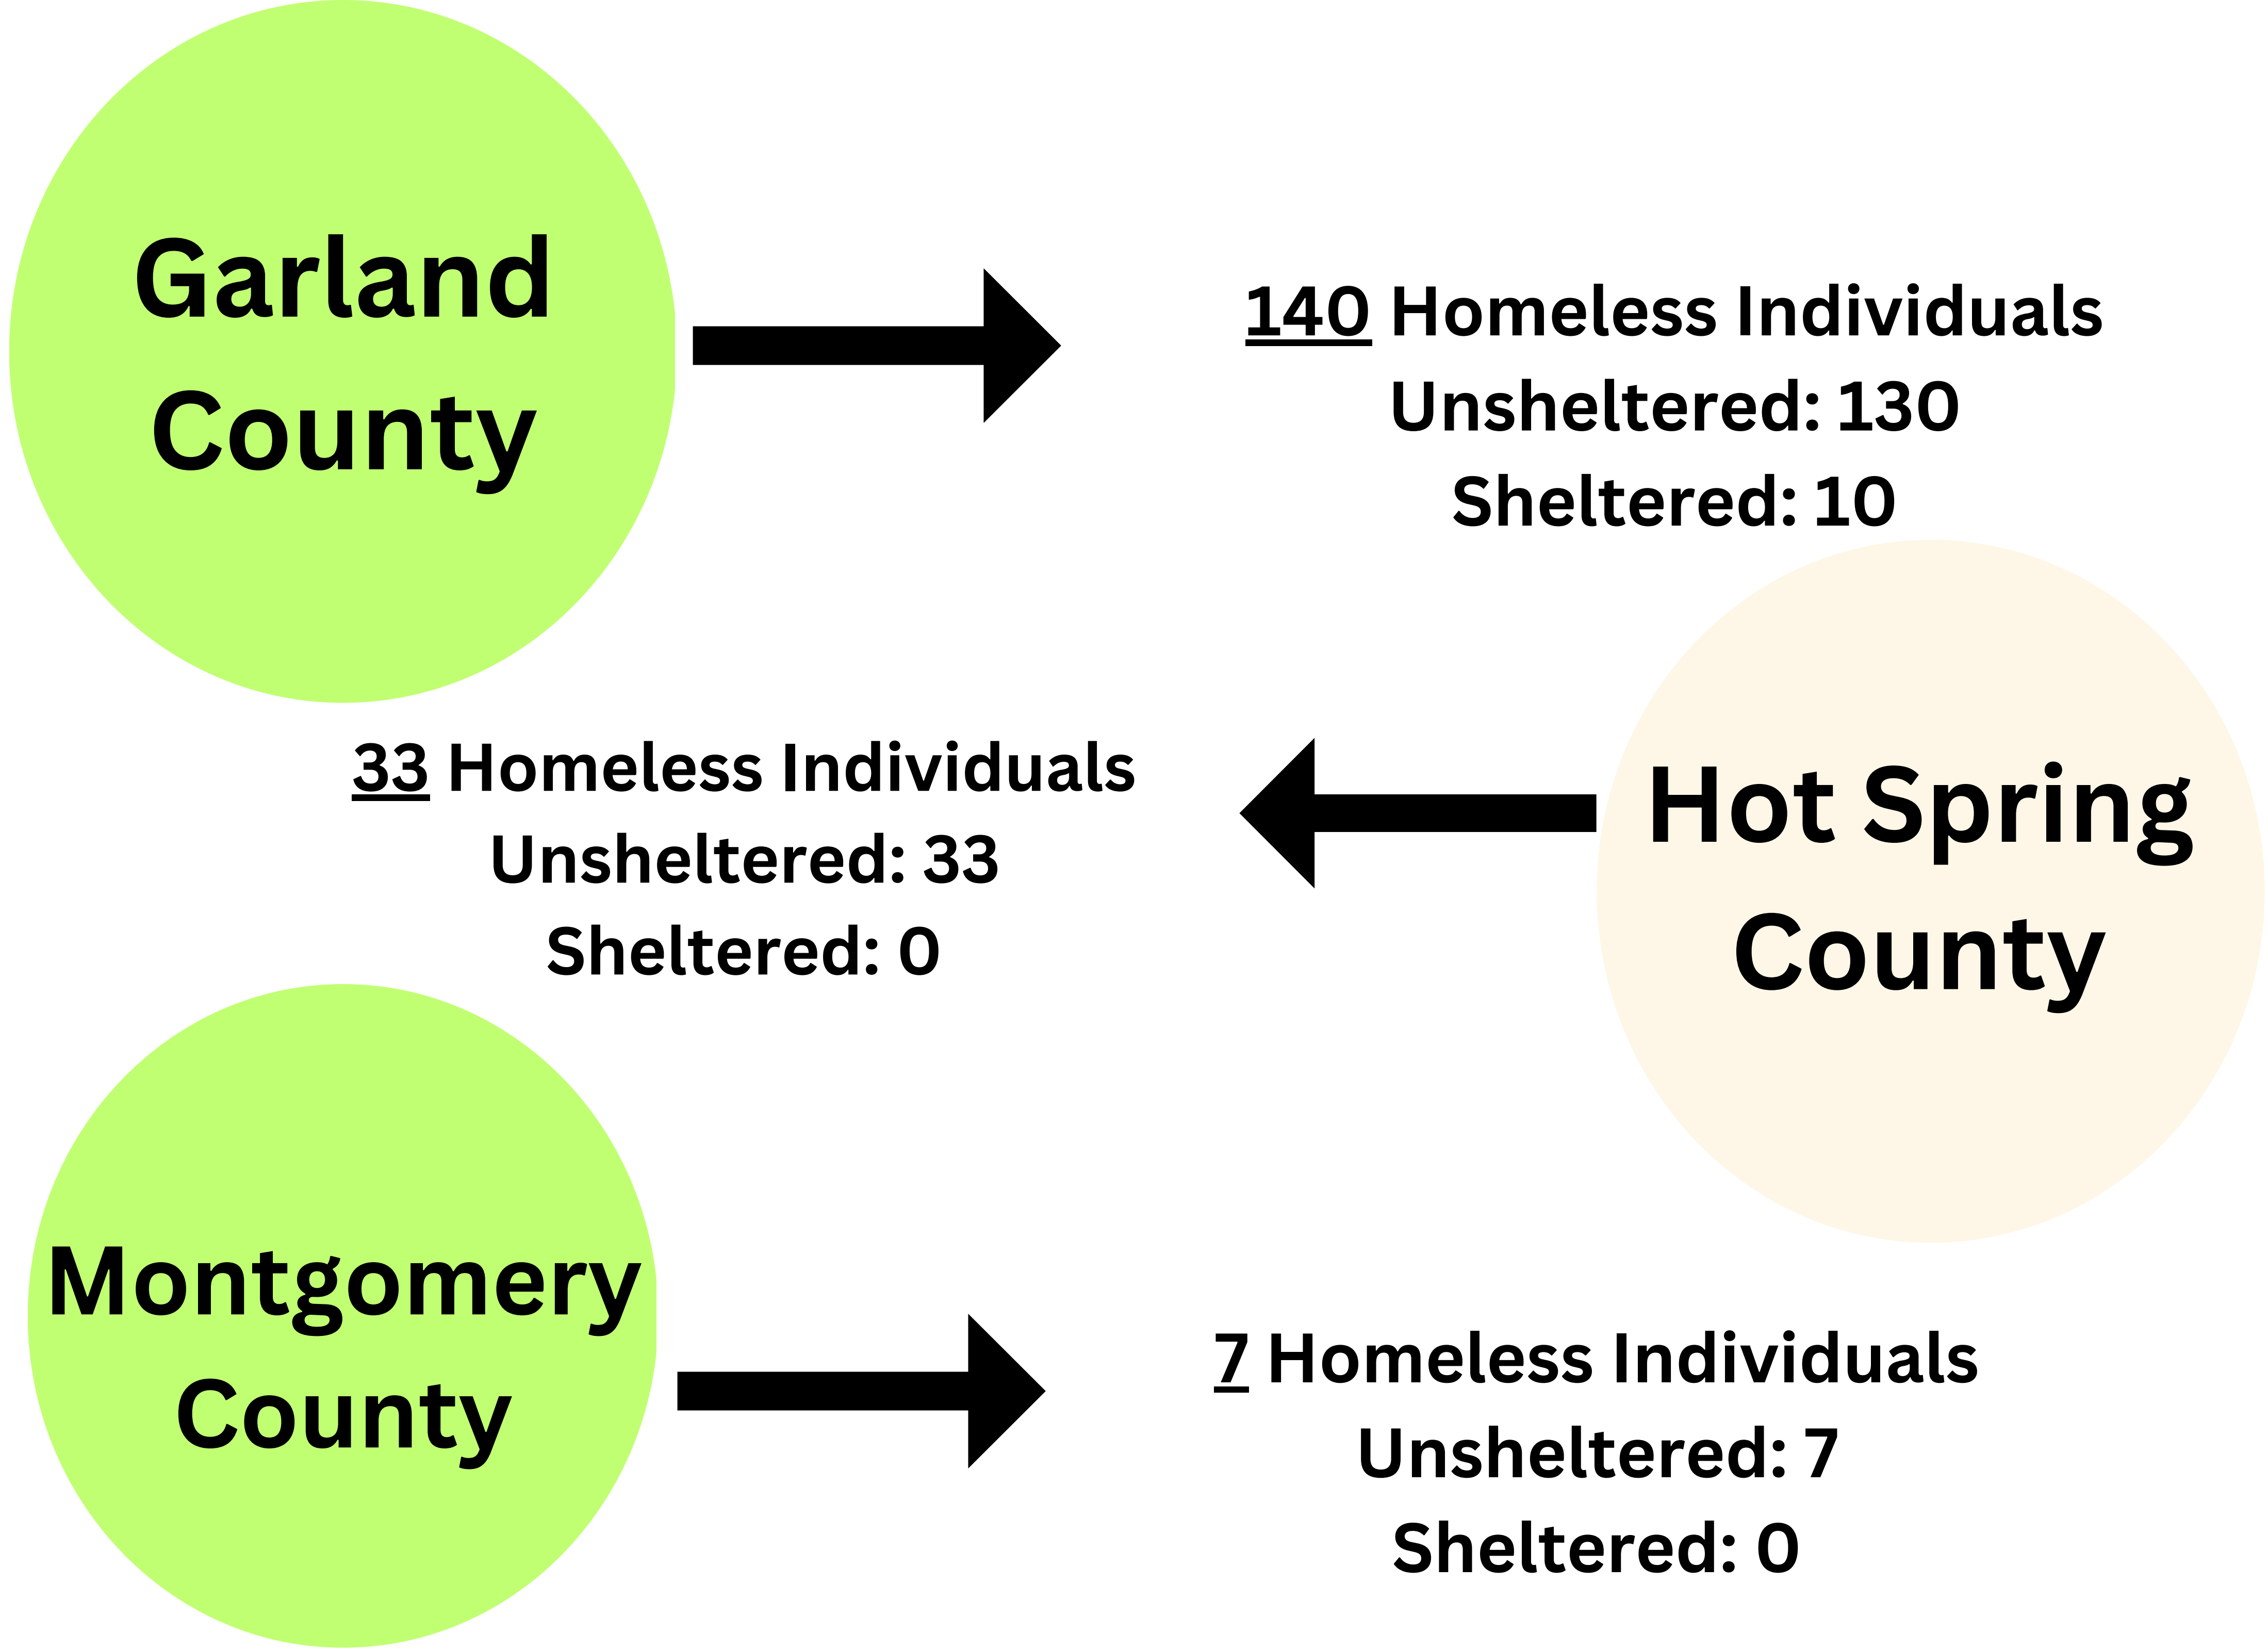 Garland
County
140 Homeless Individuals
Unsheltered: 130
Sheltered: 10
33 Homeless Individuals
Unsheltered: 33
Sheltered: 0
Hot Spring
County
Montgomery
County
7 Homeless Individuals
Unsheltered: 7
Sheltered: 0